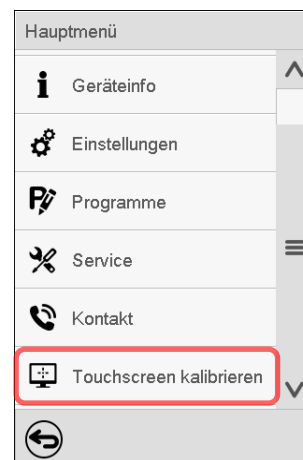 Hauptmenü
Geräteinfo
Einstellungen
Programme
Service
Kontakt
Touchscreen kalibrieren